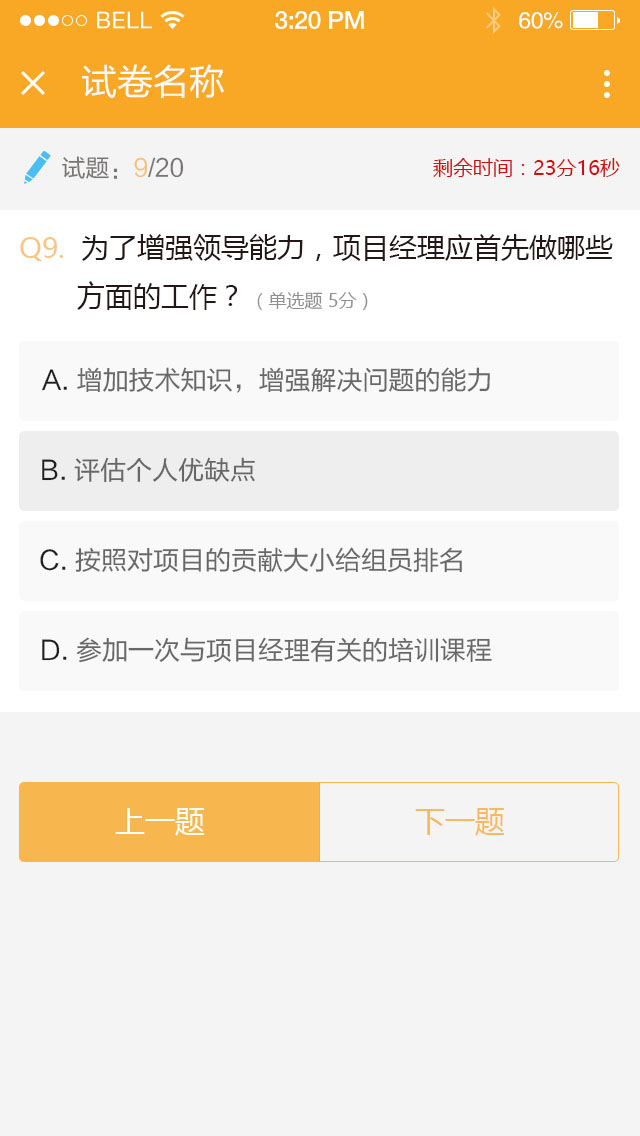 BELL 3:20 PM 60%
试卷名称
试题：9/20 剩余时间：23分16秒
Q9. 为了增强领导能力，项目经理应首先做哪些
方面的工作？（单选题 5分）
A. 增加技术知识，增强解决问题的能力
B. 评估个人优缺点
C. 按照对项目的贡献大小给组员排名
D. 参加一次与项目经理有关的培训课程
上一题 下一题